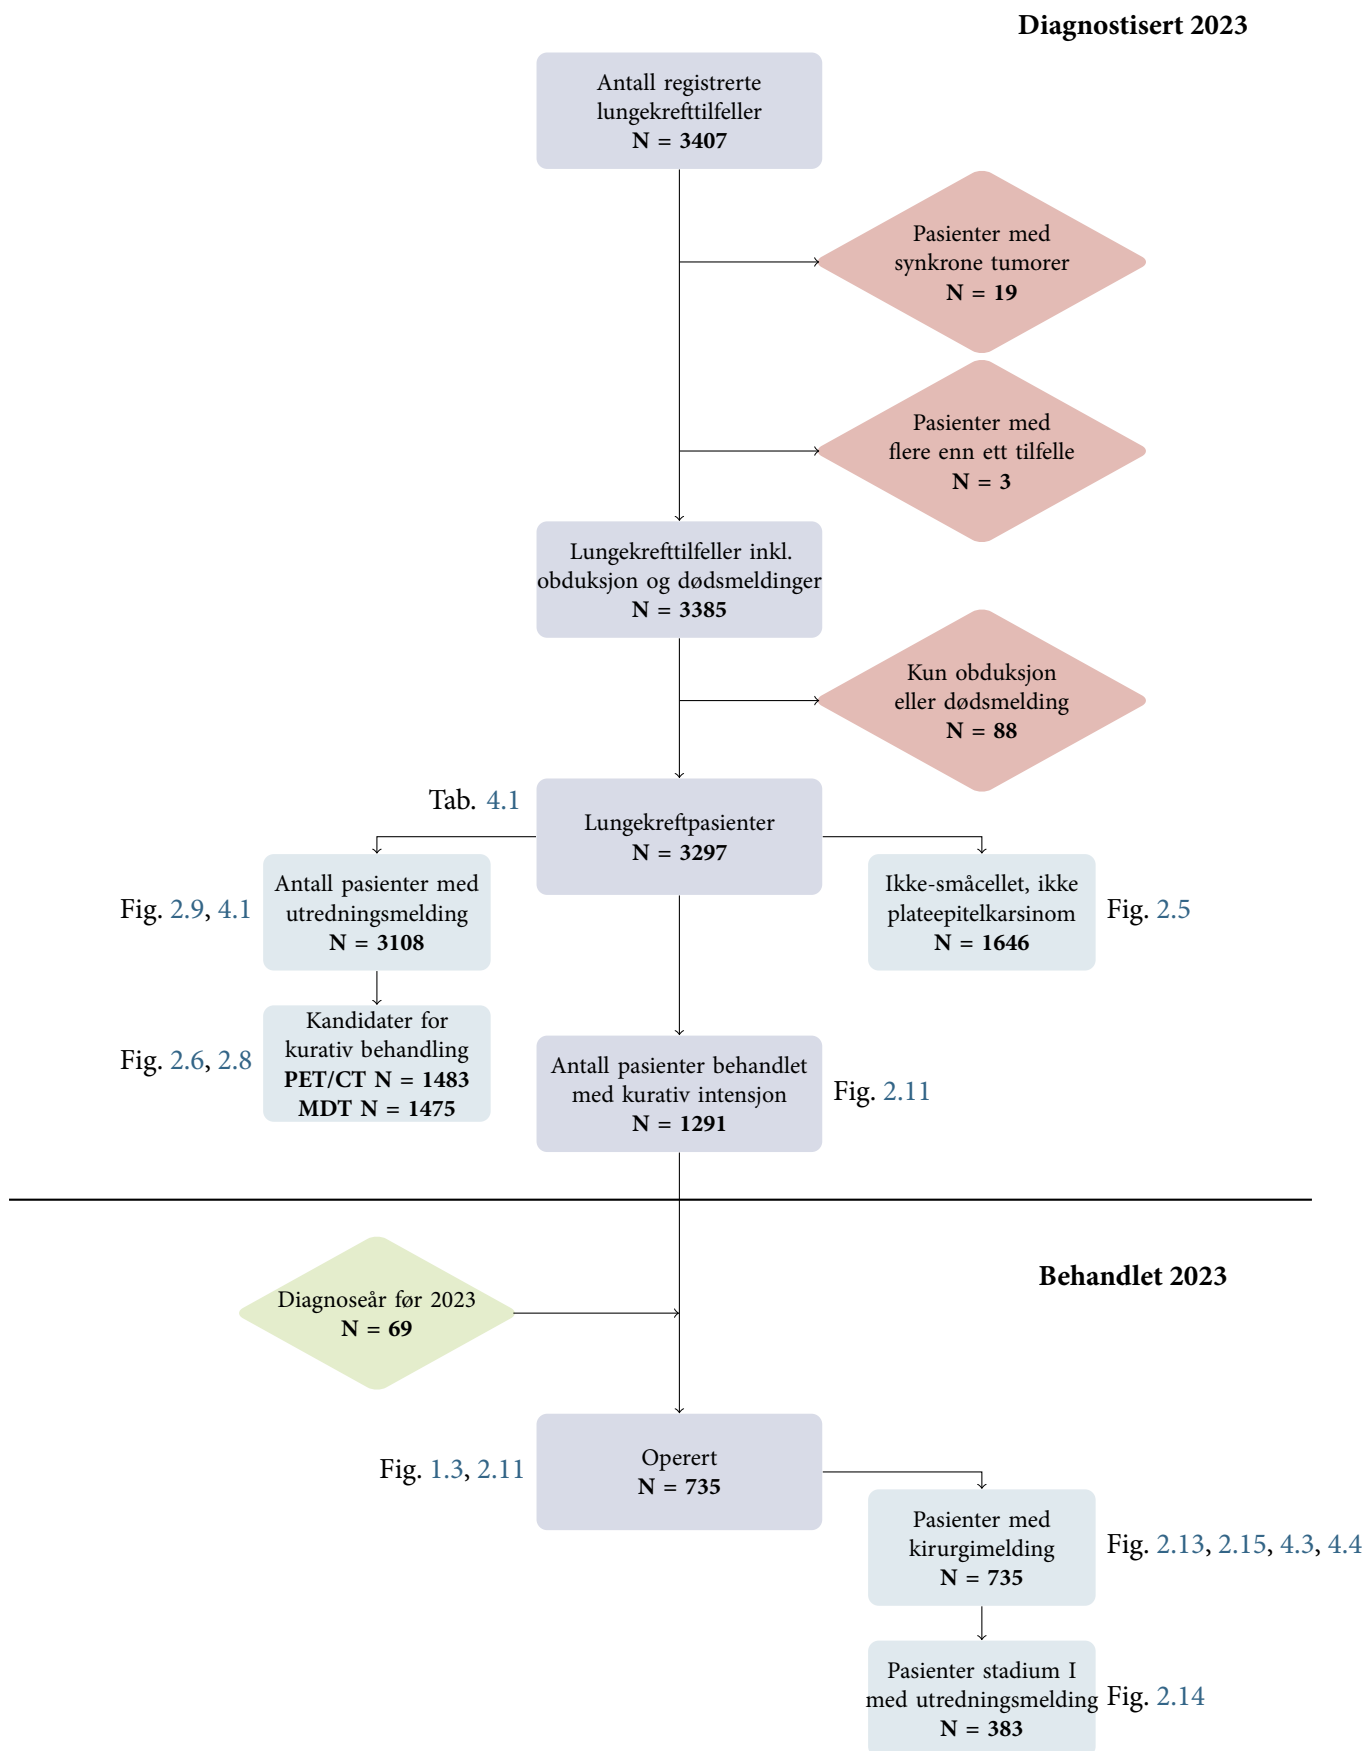 Diagnostisert 2023
Antall registrerte
lungekrefttilfeller
N = 3407
Pasienter med
synkrone tumorer
N = 19
Pasienter med
flere enn ett tilfelle
N = 3
Lungekrefttilfeller inkl.
obduksjon og dødsmeldinger
N = 3385
Kun obduksjon
eller dødsmelding
N = 88
Tab. 4.1
Lungekreftpasienter
N = 3297
Fig. 2.9, 4.1
Antall pasienter med
utredningsmelding
N = 3108
Ikke-småcellet, ikke
plateepitelkarsinom
N = 1646
Fig. 2.5
Fig. 2.6, 2.8
Kandidater for
kurativ behandling
PET/CT N = 1483
MDT N = 1475
Antall pasienter behandlet
med kurativ intensjon
N = 1291
Fig. 2.11
Behandlet 2023
Diagnoseår før 2023
N = 69
Fig. 1.3, 2.11
Operert
N = 735
Pasienter med
kirurgimelding
N = 735
Fig. 2.13, 2.15, 4.3, 4.4
Pasienter stadium I
med utredningsmelding
N = 383
Fig. 2.14